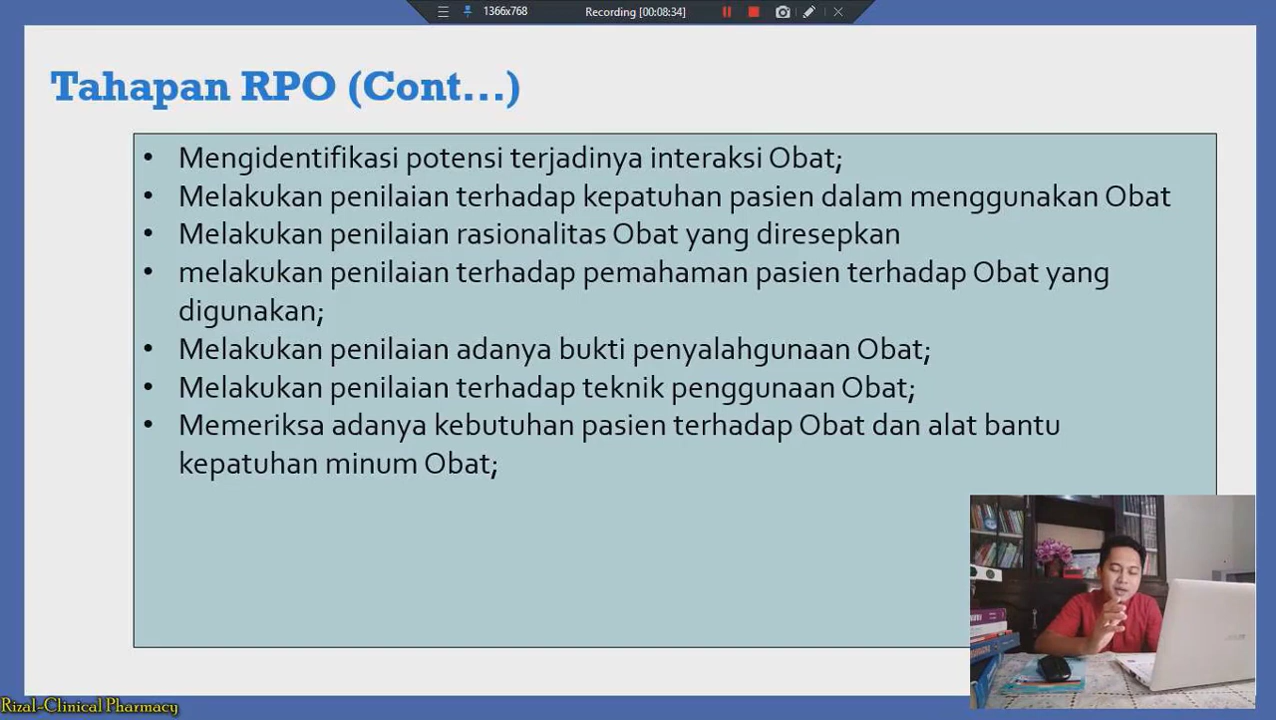 1366x768
Recording [00:08:34]
Tahapan RPO (Cont...)
• Mengidentifikasi potensi terjadinya interaksi Obat;
• Melakukan penilaian terhadap kepatuhan pasien dalam menggunakan Obat
• Melakukan penilaian rasionalitas Obat yang diresepkan
• melakukan penilaian terhadap pemahaman pasien terhadap Obat yang
digunakan;
• Melakukan penilaian adanya bukti penyalahgunaan Obat;
• Melakukan penilaian terhadap teknik penggunaan Obat;
• Memeriksa adanya kebutuhan pasien terhadap Obat dan alat bantu
kepatuhan minum Obat;
Rizal-Clinical Pharmacy